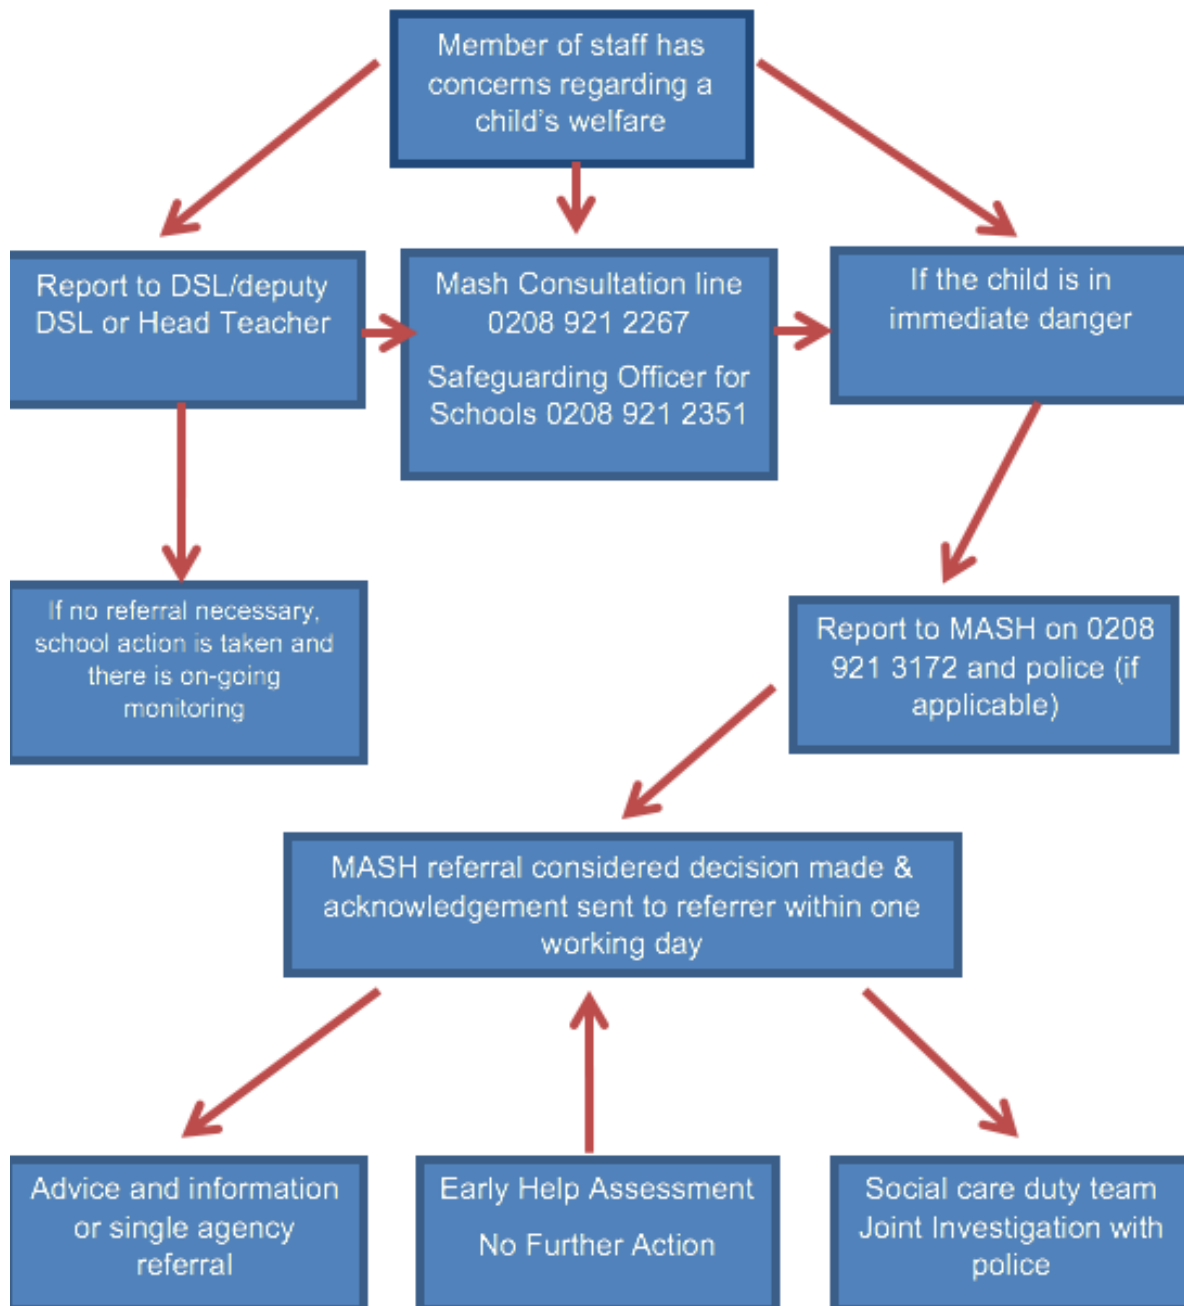 Member of staff has
concerns regarding a
child's welfare
Report to DSL/deputy
DSL or Head Teacher
Mash Consultation line
0208 921 2267
Safeguarding Officer for
Schools 0208 921 2351
If the child is in
immediate danger
If no referral necessary,
school action is taken and
there is on-going
monitoring
Report to MASH on 0208
921 3172 and police (if
applicable)
MASH referral considered decision made &
acknowledgement sent to referrer within one
working day
Advice and information
or single agency
referral
Early Help Assessment
No Further Action
Social care duty team
Joint Investigation with
police